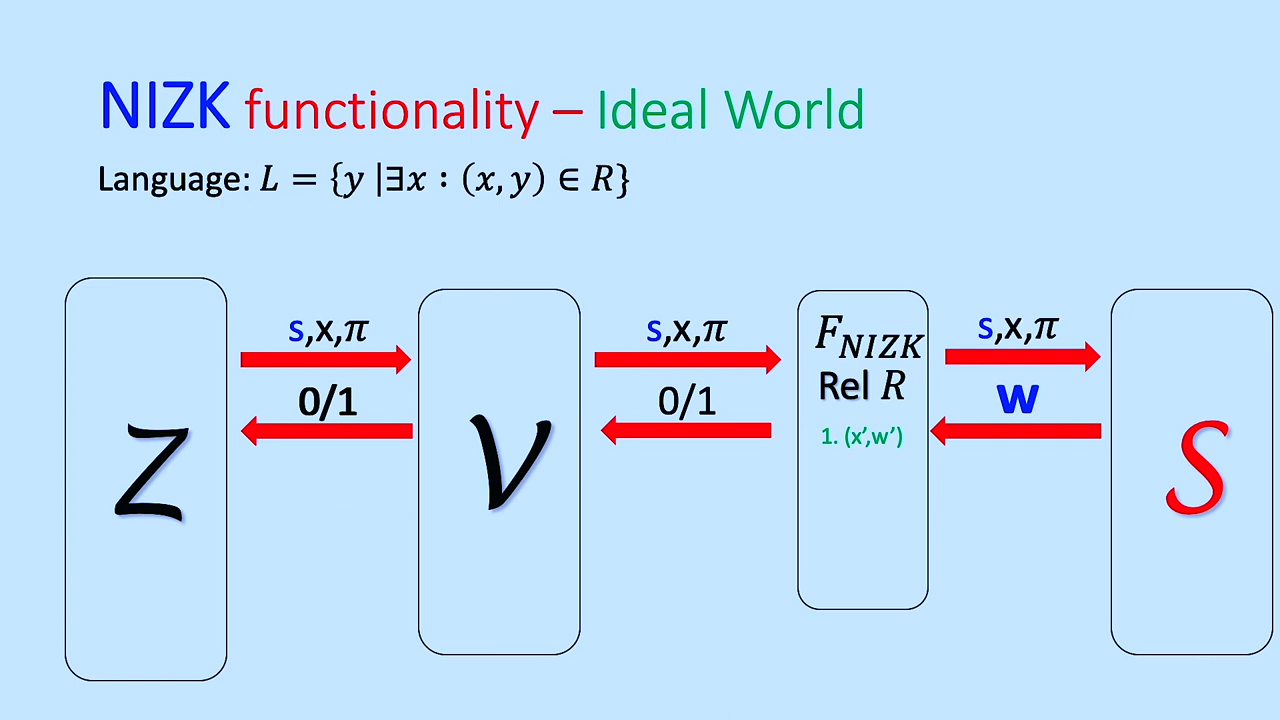 NIZK functionality – Ideal World
Language: L = {y |∃x : (x, y) ∈ R}
s,x,π
0/1
Z
V
s,x,π
0/1
F_NIZK
Rel R
1. (x',w')
s,x,π
w
S